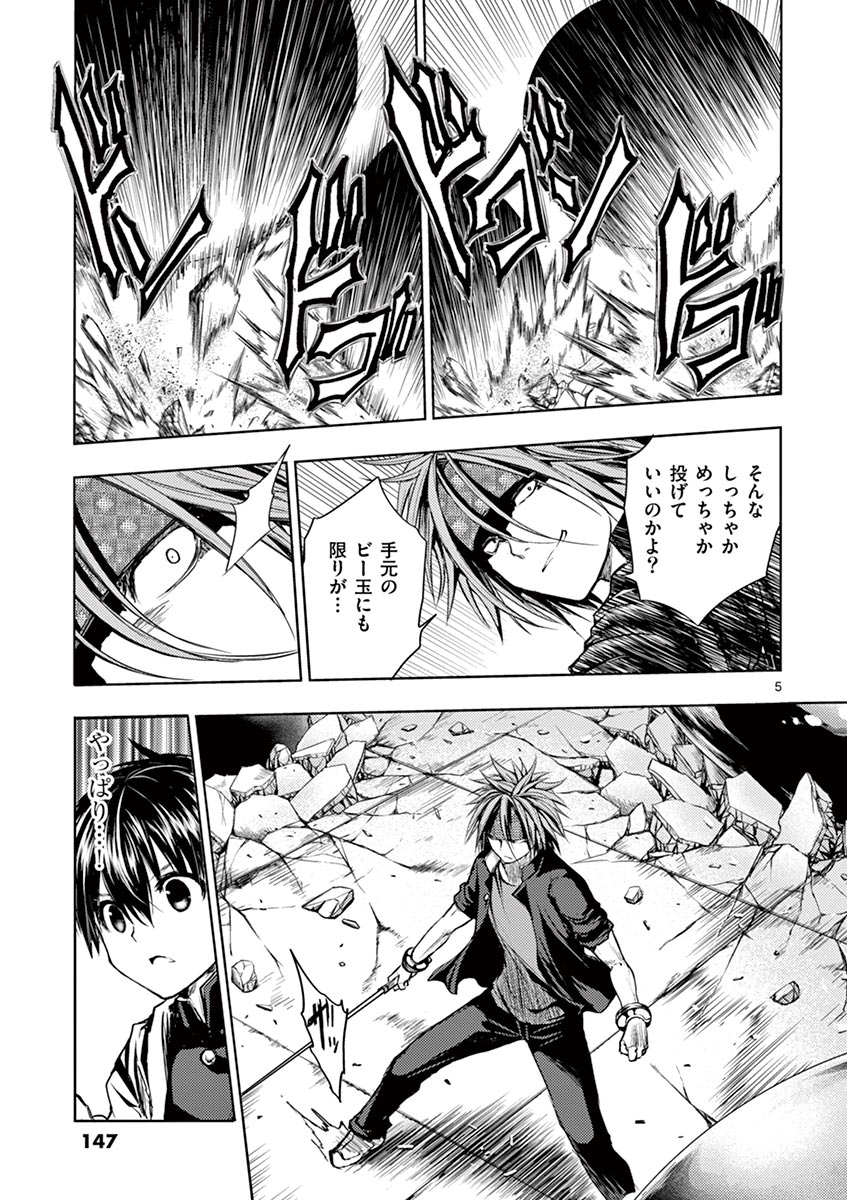 ドゴン
ドゴ
ドン
ドゴ
そんな
しっちゃか
めっちゃか
投げて
いいのかよ?
手元の
ビー玉にも
限りが…
5
ザ
やっぱり…!
147